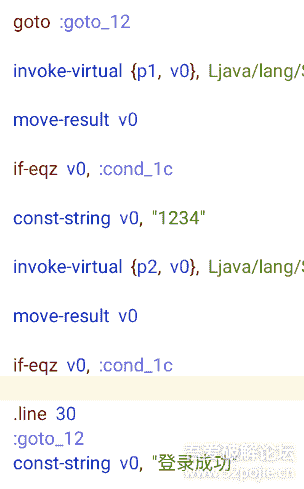 goto :goto_12
invoke-virtual {p1, v0}, Ljava/lang/S
move-result v0
if-eqz v0, :cond_1c
const-string v0, "1234"
invoke-virtual {p2, v0}, Ljava/lang/S
move-result v0
if-eqz v0, :cond_1c
.line 30
:goto_12
const-string v0, "登录成功"